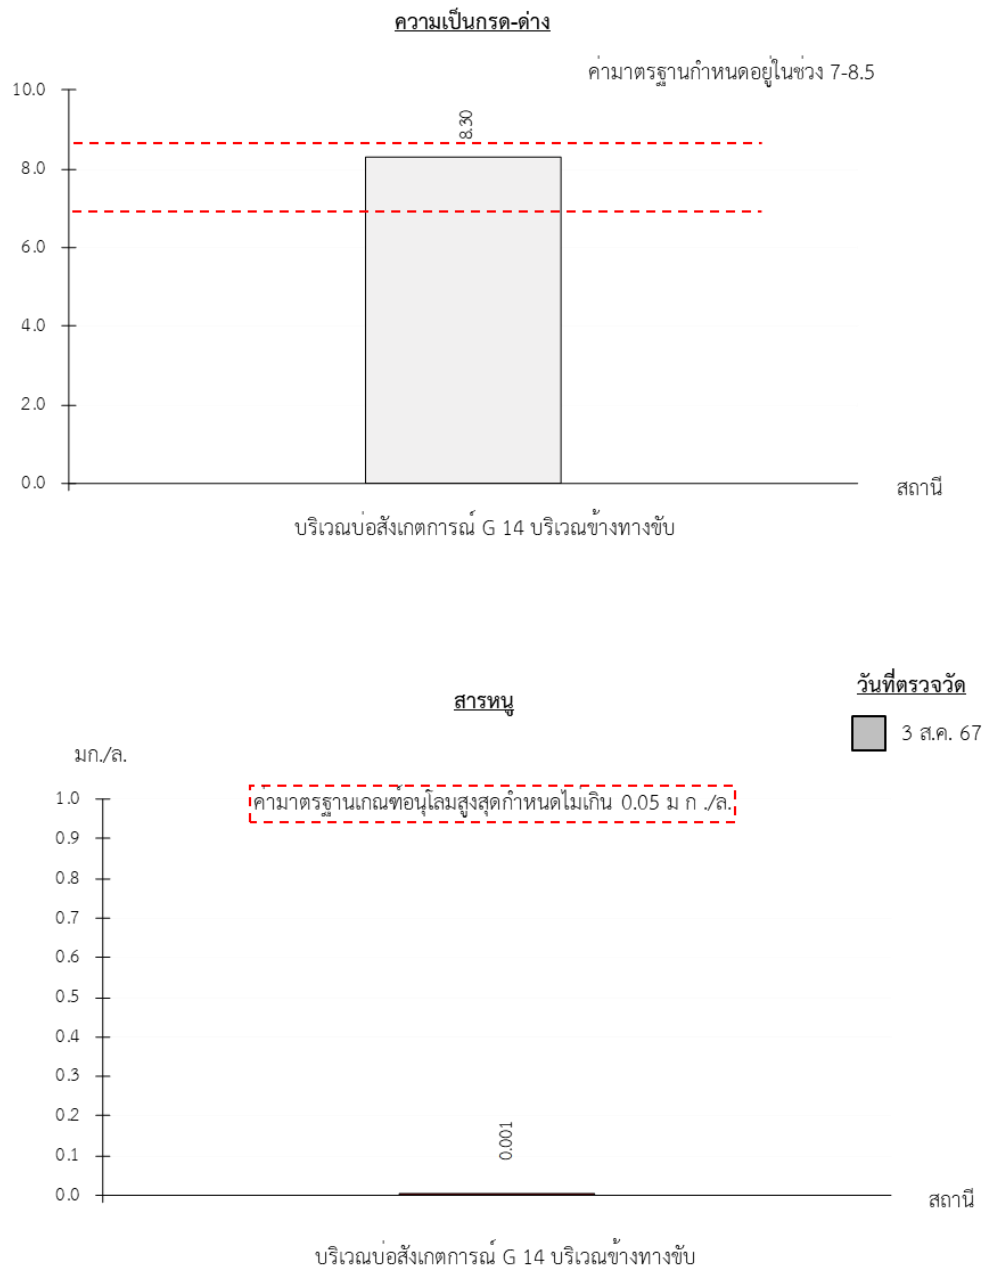 ความเป็นกรด-ด่าง
ค่ามาตรฐานกำหนดอยู่ในช่วง 7-8.5
10.0
8.30
8.0
6.0
4.0
2.0
0.0
สถานี
บริเวณบ่อสังเกตการณ์ G 14 บริเวณข้างทางขับ
วันที่ตรวจวัด
สารหนู
3 ส.ค. 67
มก./ล.
1.0
ค่ามาตรฐานเกณฑ์อนุโลมสูงสุดกำหนดไม่เกิน 0.05 ม ก ./ล.
0.9
0.8
0.7
0.6
0.5
0.4
0.3
0.2
0.001
0.1
0.0
สถานี
บริเวณบ่อสังเกตการณ์ G 14 บริเวณข้างทางขับ